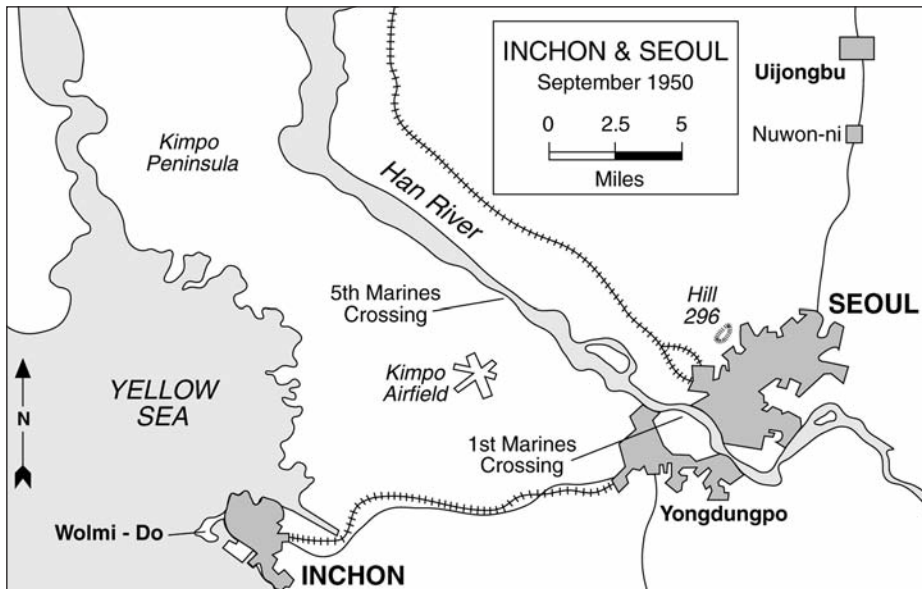 INCHON & SEOUL
September 1950
0 2.5 5
Miles
Uijongbu
Nuwon-ni
Kimpo
Peninsula
Han River
5th Marines
Crossing
Hill
296
SEOUL
YELLOW
SEA
Kimpo
Airfield
N
1st Marines
Crossing
Yongdungpo
Wolmi - Do
INCHON